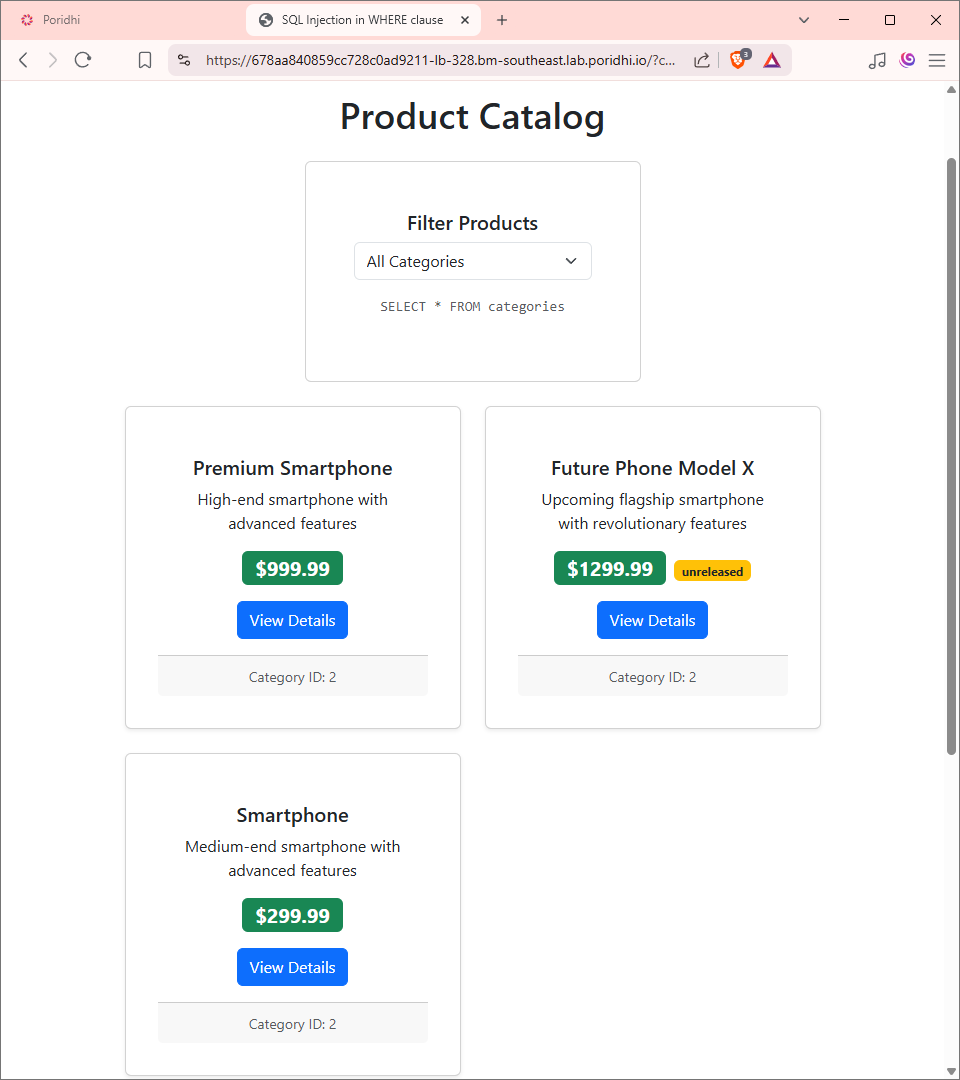 Poridhi
SQL Injection in WHERE clause
https://678aa840859cc728c0ad9211-lb-328.bm-southeast.lab.poridhi.io/?c...
3
Product Catalog
Filter Products
All Categories
SELECT * FROM categories
Premium Smartphone
High-end smartphone with
advanced features
$999.99
View Details
Category ID: 2
Future Phone Model X
Upcoming flagship smartphone
with revolutionary features
$1299.99 unreleased
View Details
Category ID: 2
Smartphone
Medium-end smartphone with
advanced features
$299.99
View Details
Category ID: 2